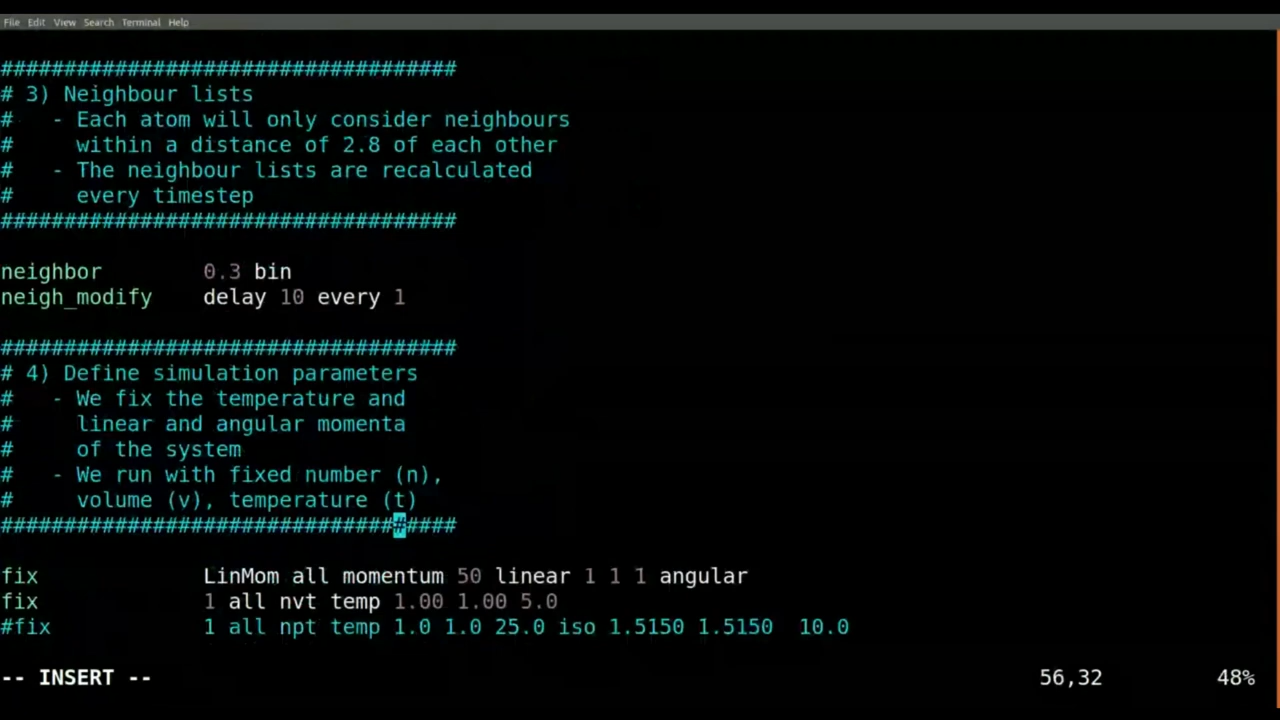 File Edit View Search Terminal Help
####################################
# 3) Neighbour lists
#   - Each atom will only consider neighbours
#     within a distance of 2.8 of each other
#   - The neighbour lists are recalculated
#     every timestep
####################################
neighbor        0.3 bin
neigh_modify    delay 10 every 1
####################################
# 4) Define simulation parameters
#   - We fix the temperature and
#     linear and angular momenta
#     of the system
#   - We run with fixed number (n),
#     volume (v), temperature (t)
####################################
fix             LinMom all momentum 50 linear 1 1 1 angular
fix             1 all nvt temp 1.00 1.00 5.0
#fix            1 all npt temp 1.0 1.0 25.0 iso 1.5150 1.5150  10.0
-- INSERT --                                                                      56,32         48%